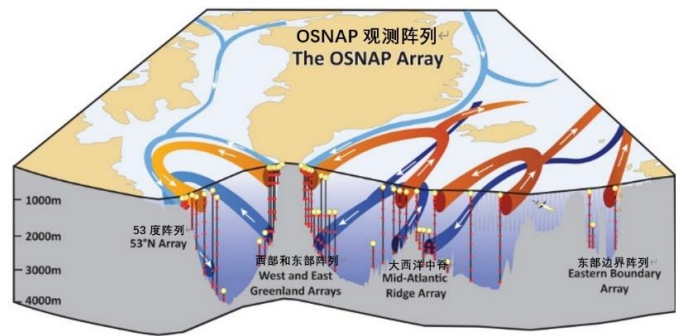 OSNAP 观测阵列
The OSNAP Array
1000m
2000m
3000m
4000m
53 度阵列
53°N Array
西部和东部阵列
West and East
Greenland Arrays
大西洋中脊
Mid-Atlantic
Ridge Array
东部边界阵列
Eastern Boundary
Array